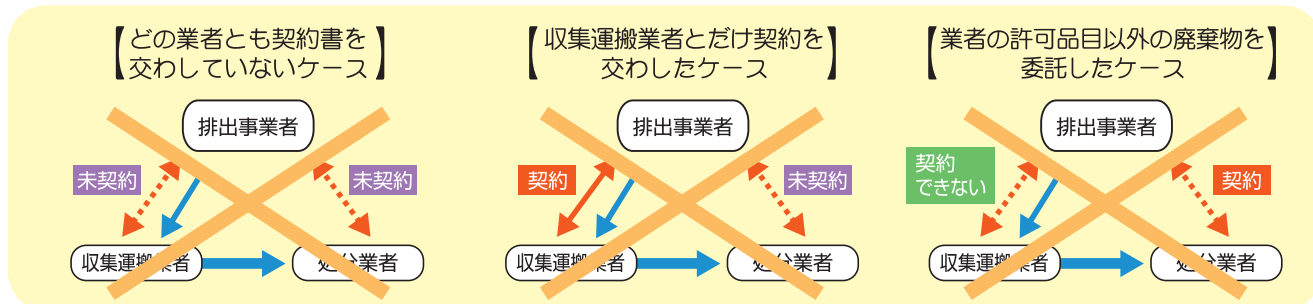 【どの業者とも契約書を
交わしていないケース】
排出事業者
未契約
未契約
収集運搬業者
処分業者
【収集運搬業者とだけ契約を
交わしたケース】
排出事業者
契約
未契約
収集運搬業者
処分業者
【業者の許可品目以外の廃棄物を
委託したケース】
排出事業者
契約
できない
契約
収集運搬業者
処分業者